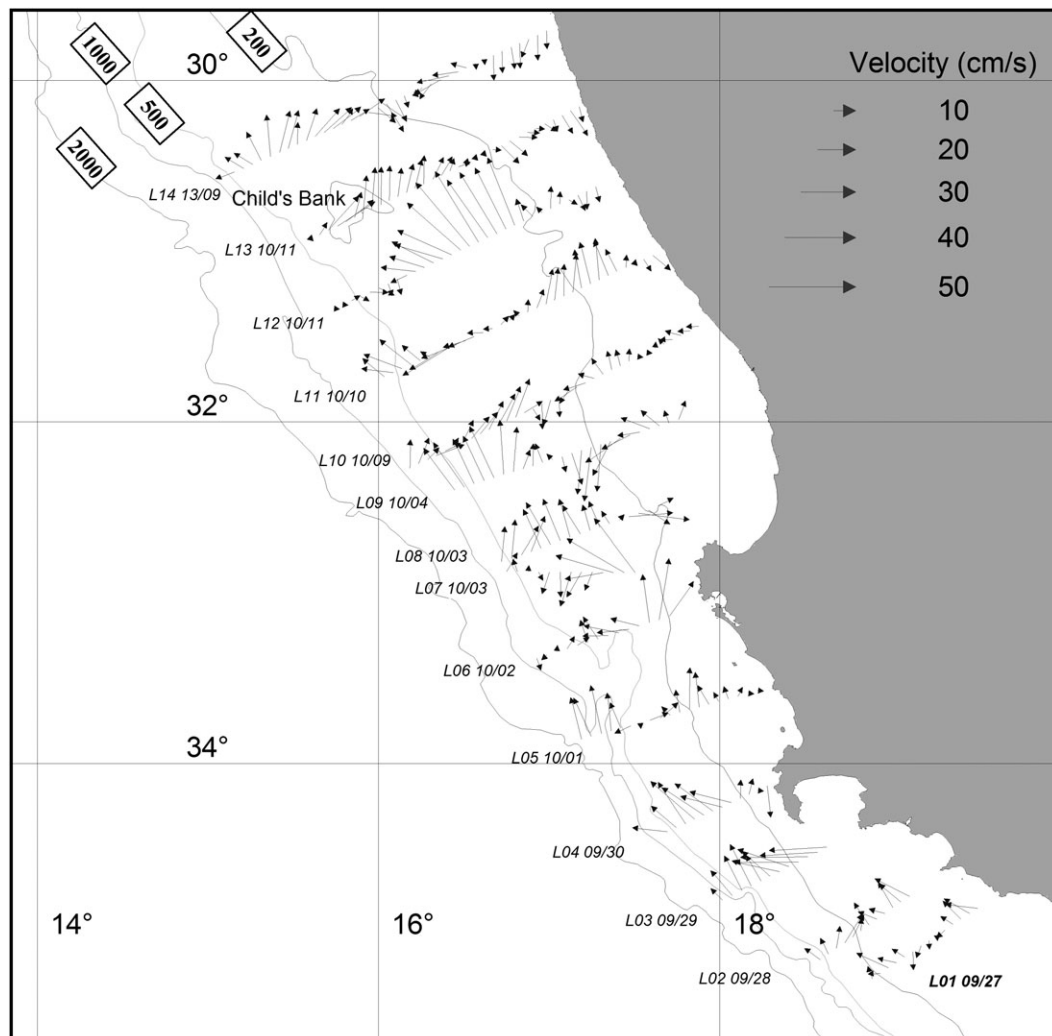 200
1000
30°
Velocity (cm/s)
500
10
2000
20
L14 13/09
Child's Bank
30
L13 10/11
40
50
L12 10/11
L11 10/10
32°
L10 10/09
L09 10/04
L08 10/03
L07 10/03
L06 10/02
34°
L05 10/01
L04 09/30
14°
16°
18°
L03 09/29
L02 09/28
L01 09/27